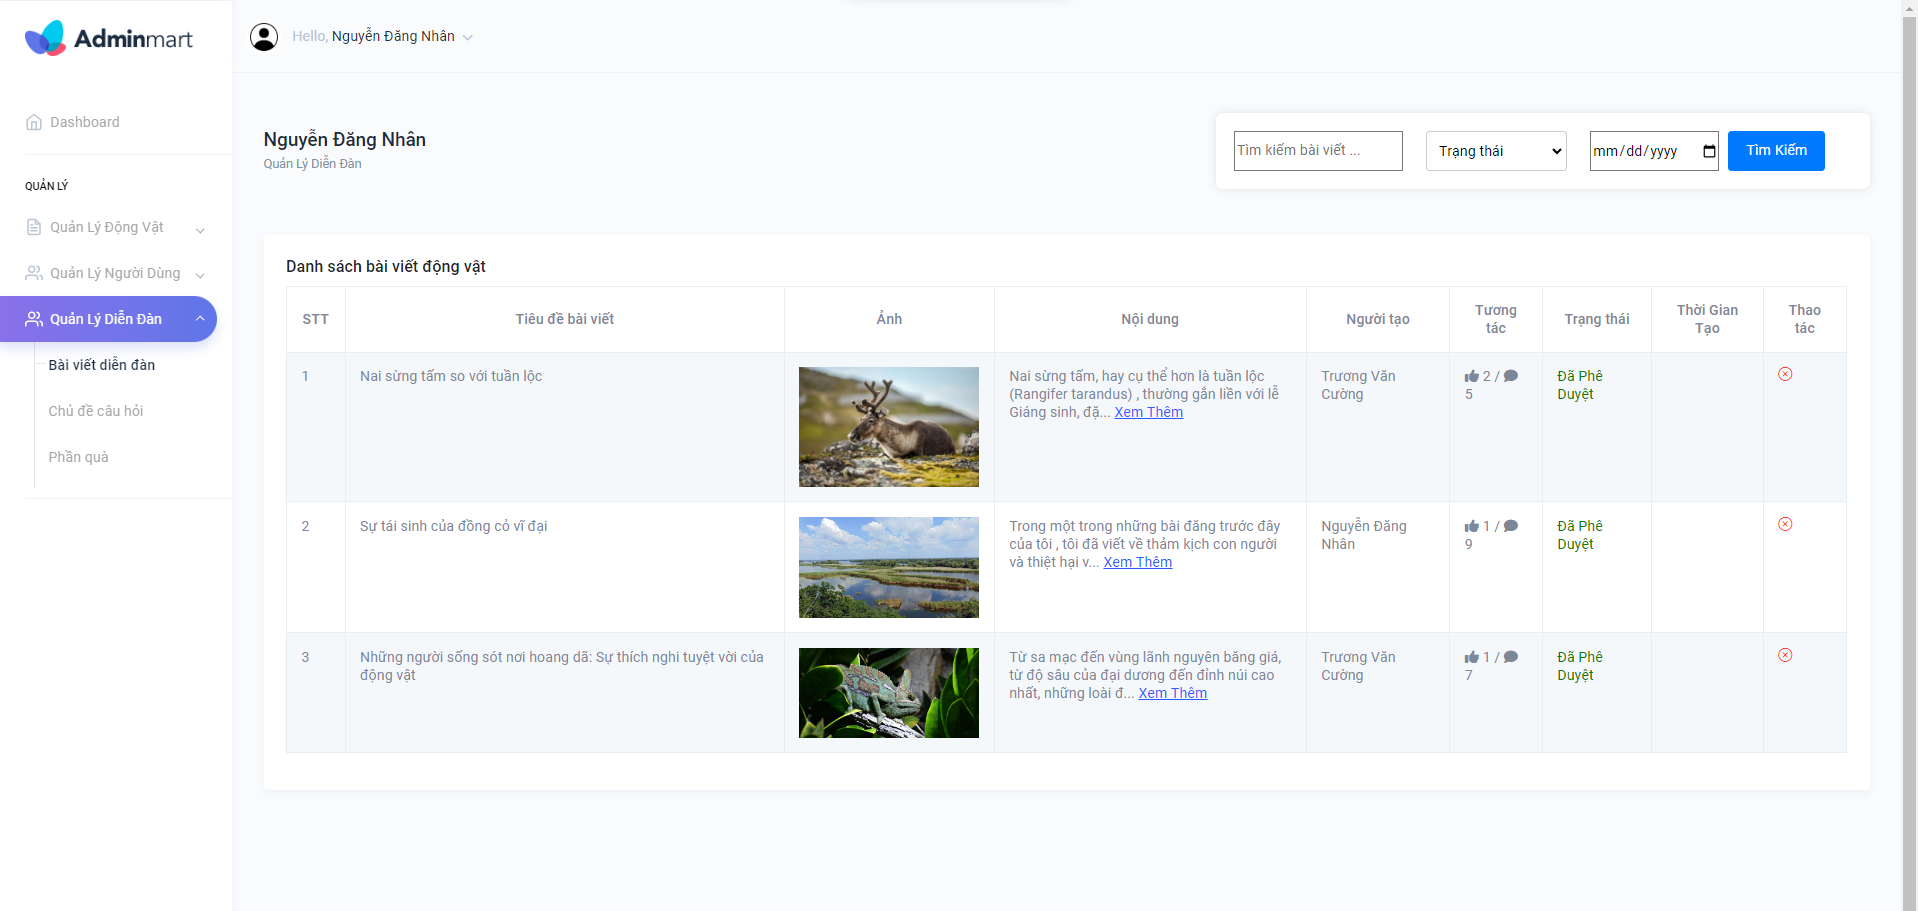 Adminmart
Hello, Nguyễn Đăng Nhân
Dashboard
QUẢN LÝ
Quản Lý Động Vật
Quản Lý Người Dùng
Quản Lý Diễn Đàn
Bài viết diễn đàn
Chủ đề câu hỏi
Phần quà
Nguyễn Đăng Nhân
Quản Lý Diễn Đàn
Tìm kiếm bài viết ...
Trạng thái
mm/dd/yyyy
Tìm Kiếm
Danh sách bài viết động vật
STT
Tiêu đề bài viết
Ảnh
Nội dung
Người tạo
Tương
tác
Trạng thái
Thời Gian
Tạo
Thao
tác
1
Nai sừng tấm so với tuần lộc
Nai sừng tấm, hay cụ thể hơn là tuần lộc
(Rangifer tarandus) , thường gắn liền với lễ
Giáng sinh, đặ... Xem Thêm
Trương Văn
Cường
2 /
5
Đã Phê
Duyệt
2
Sự tái sinh của đồng cỏ vĩ đại
Trong một trong những bài đăng trước đây
của tôi , tôi đã viết về thảm kịch con người
và thiệt hại v... Xem Thêm
Nguyễn Đăng
Nhân
1 /
9
Đã Phê
Duyệt
3
Những người sống sót nơi hoang dã: Sự thích nghi tuyệt vời của
động vật
Từ sa mạc đến vùng lãnh nguyên băng giá,
từ độ sâu của đại dương đến đỉnh núi cao
nhất, những loài đ... Xem Thêm
Trương Văn
Cường
1 /
7
Đã Phê
Duyệt